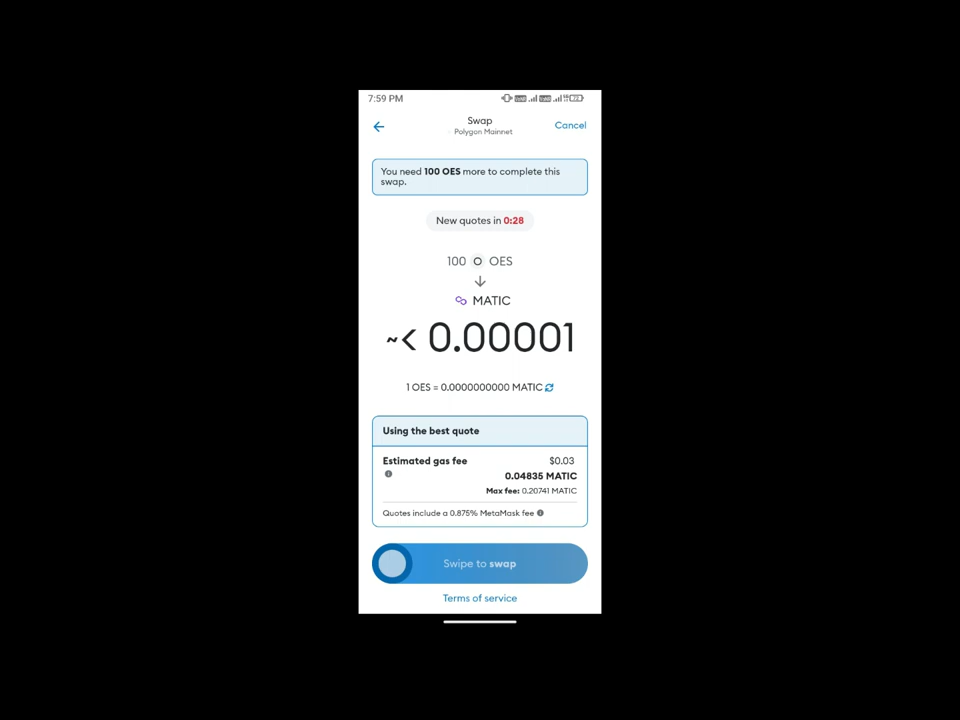 7:59 PM
Swap
Polygon Mainnet
Cancel
You need 100 OES more to complete this
swap.
New quotes in 0:28
100 O OES
MATIC
~< 0.00001
1 OES = 0.0000000000 MATIC
Using the best quote
Estimated gas fee $0.03
0.04835 MATIC
Max fee: 0.20741 MATIC
Quotes include a 0.875% MetaMask fee
Swipe to swap
Terms of service